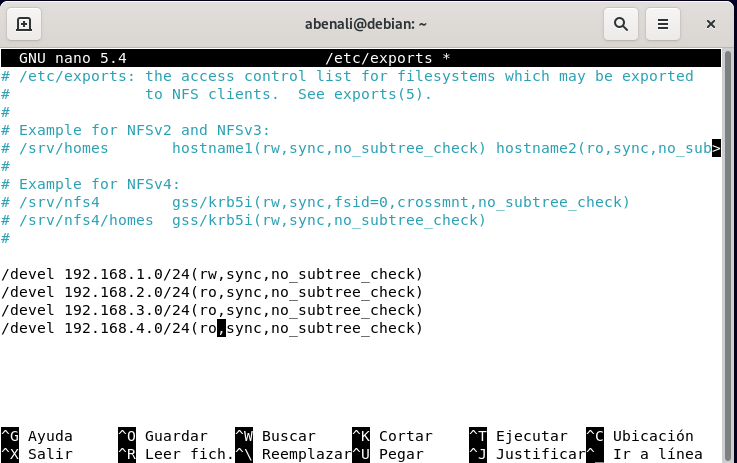 abenali@debian: ~
GNU nano 5.4 /etc/exports *
# /etc/exports: the access control list for filesystems which may be exported
# to NFS clients. See exports(5).
#
# Example for NFSv2 and NFSv3:
# /srv/homes hostname1(rw,sync,no_subtree_check) hostname2(ro,sync,no_sub>
#
# Example for NFSv4:
# /srv/nfs4 gss/krb5i(rw,sync,fsid=0,crossmnt,no_subtree_check)
# /srv/nfs4/homes gss/krb5i(rw,sync,no_subtree_check)
#
/devel 192.168.1.0/24(rw,sync,no_subtree_check)
/devel 192.168.2.0/24(ro,sync,no_subtree_check)
/devel 192.168.3.0/24(ro,sync,no_subtree_check)
/devel 192.168.4.0/24(ro,sync,no_subtree_check)
^G Ayuda ^O Guardar ^W Buscar ^K Cortar ^T Ejecutar ^C Ubicación
^X Salir ^R Leer fich. ^\ Reemplazar ^U Pegar ^J Justificar ^_ Ir a línea